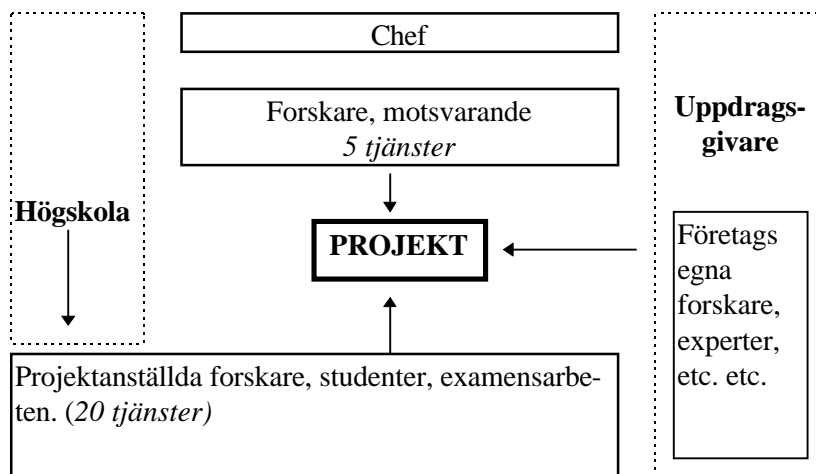 Chef
Forskare, motsvarande
5 tjänster
Uppdrags-
givare
Högskola
PROJEKT
Företags
egna
forskare,
experter,
etc. etc.
Projektanställda forskare, studenter, examensarbe-
ten. (20 tjänster)